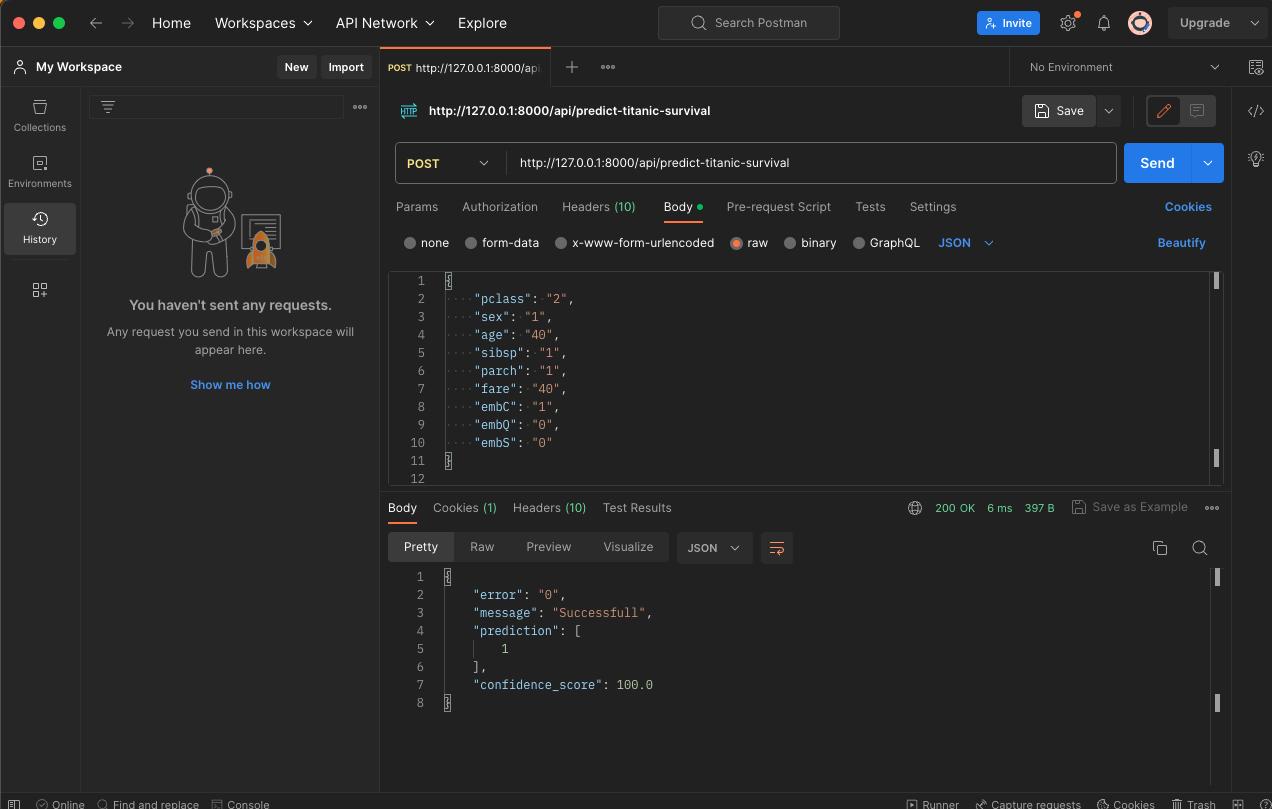 Home Workspaces API Network Explore Search Postman Invite Upgrade
My Workspace New Import POST http://127.0.0.1:8000/api No Environment
Collections
Environments
History
You haven't sent any requests.
Any request you send in this workspace will
appear here.
Show me how
HTTP http://127.0.0.1:8000/api/predict-titanic-survival Save
POST http://127.0.0.1:8000/api/predict-titanic-survival Send
Params Authorization Headers (10) Body Pre-request Script Tests Settings Cookies
none form-data x-www-form-urlencoded raw binary GraphQL JSON Beautify
1 {
2 "pclass": "2",
3 "sex": "1",
4 "age": "40",
5 "sibsp": "1",
6 "parch": "1",
7 "fare": "40",
8 "embC": "1",
9 "embQ": "0",
10 "embS": "0"
11 }
12
Body Cookies (1) Headers (10) Test Results 200 OK 6 ms 397 B Save as Example
Pretty Raw Preview Visualize JSON
1 {
2 "error": "0",
3 "message": "Successfull",
4 "prediction": [
5 1
6 ],
7 "confidence_score": 100.0
8 }
Online Find and replace Console Runner Capture requests Cookies Trash